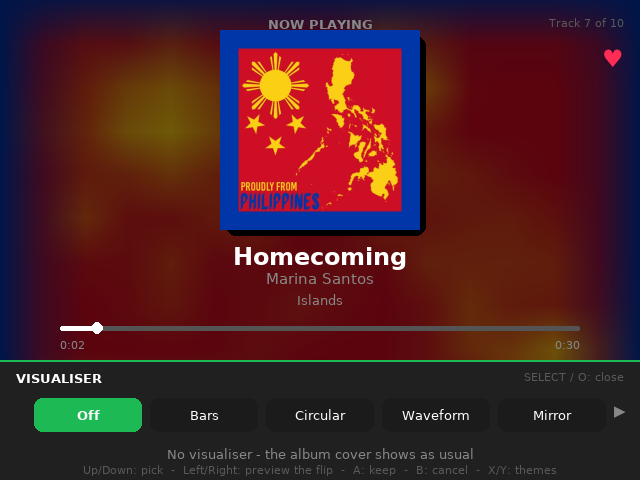 NOW PLAYING
Track 7 of 10
♥
PROUDLY FROM
PHILIPPINES
Homecoming
Marina Santos
Islands
0:02
0:30
VISUALISER
SELECT / O: close
Off
Bars
Circular
Waveform
Mirror
▶
No visualiser - the album cover shows as usual
Up/Down: pick - Left/Right: preview the flip - A: keep - B: cancel - X/Y: themes